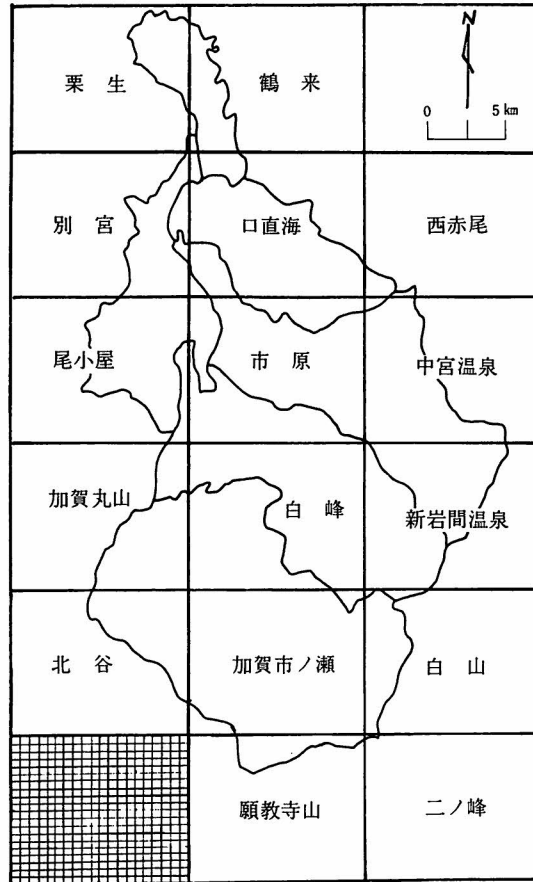 N
0 5km
栗生 鶴来
別宮 口直海 西赤尾
尾小屋 市原 中宮温泉
加賀丸山 白峰 新岩間温泉
北谷 加賀市ノ瀬 白山
願教寺山 二ノ峰